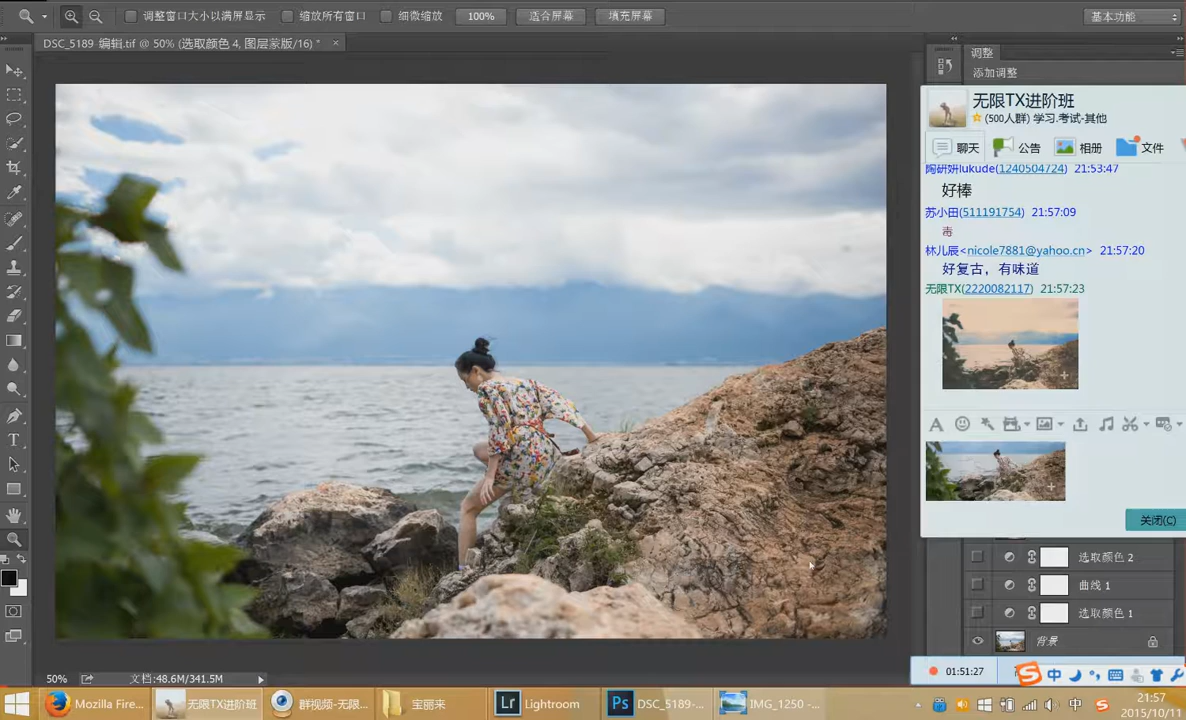 调整窗口大小以满屏显示 缩放所有窗口 细微缩放 100% 适合屏幕 填充屏幕 基本功能
DSC_5189 编辑.tif @ 50% (选取颜色 4, 图层蒙版/16) * ×
调整
添加调整
无限TX进阶班
(500人群) 学习.考试-其他
聊天 公告 相册 文件
陶研妍lukude(1240504724) 21:53:47
好棒
苏小田(511191754) 21:57:09
林儿辰<nicole7881@yahoo.cn> 21:57:20
好复古，有味道
无限TX(2220082117) 21:57:23
关闭(C)
选取颜色 2
曲线 1
选取颜色 1
背景
50% 文档:48.6M/341.5M
01:51:27
中
Mozilla Fire... 无限TX进阶班 群视频-无限... 宝丽来 Lightroom DSC_5189-... IMG_1250 -...
中
21:57
2015/10/11